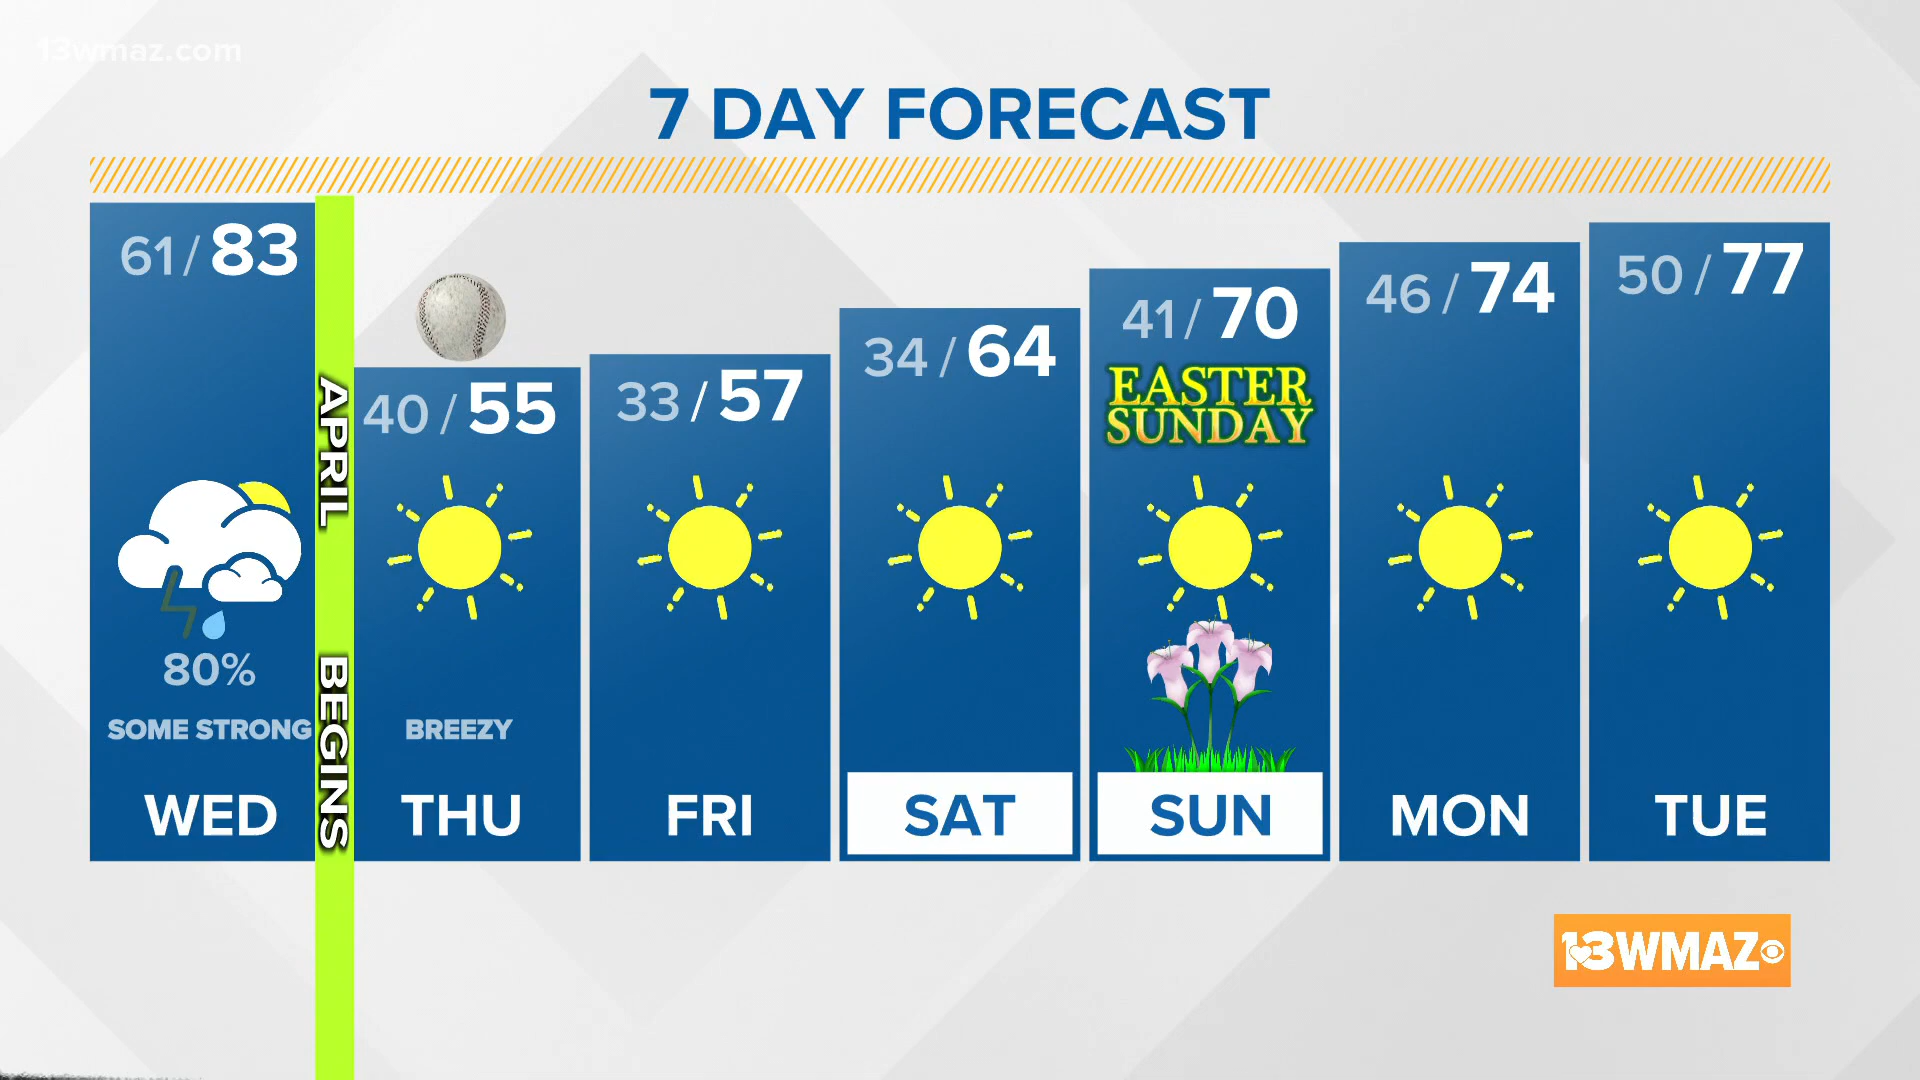 13wmaz.com
7 DAY FORECAST
61/83
80%
SOME STRONG
WED
APRIL BEGINS
40/55
BREEZY
THU
33/57
FRI
34/64
SAT
41/70
EASTER
SUNDAY
SUN
46/74
MON
50/77
TUE
13WMAZ